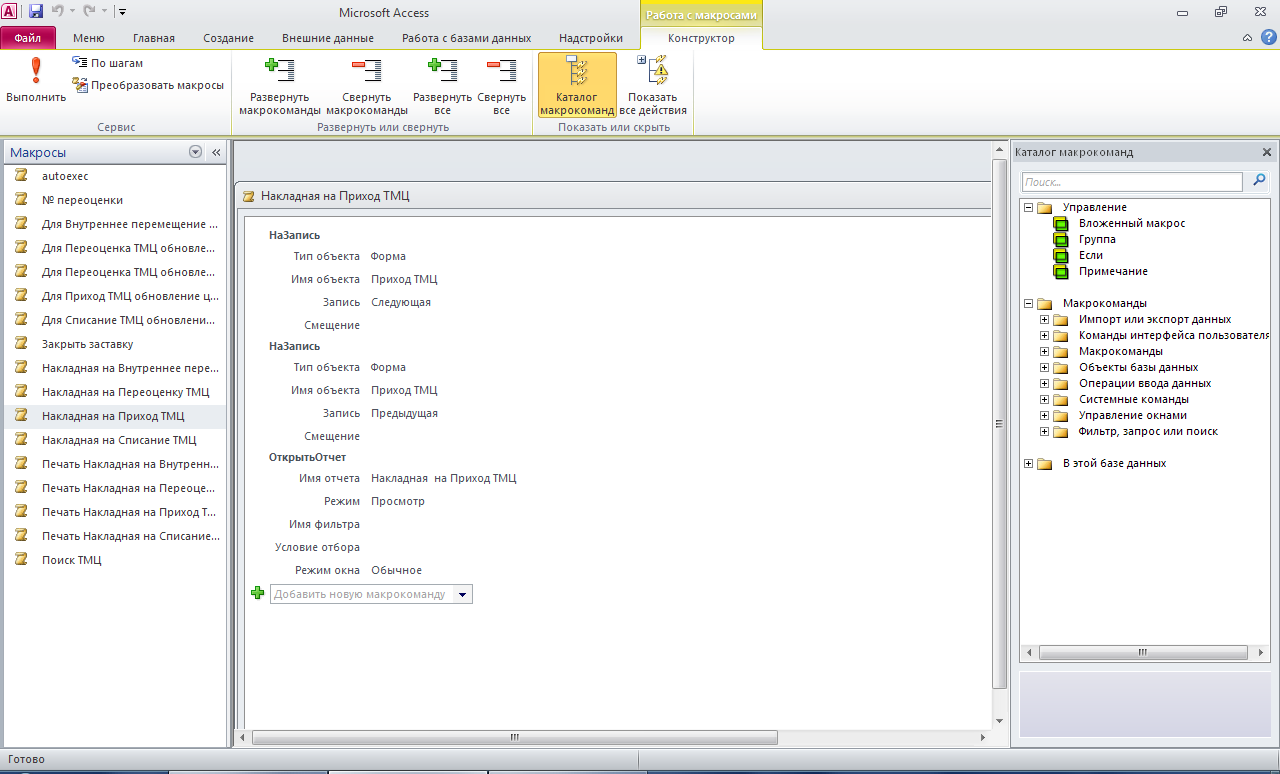 Microsoft Access
Работа с макросами
Файл
Меню
Главная
Создание
Внешние данные
Работа с базами данных
Надстройки
Конструктор
Выполнить
По шагам
Преобразовать макросы
Сервис
Развернуть макрокоманды
Свернуть макрокоманды
Развернуть все
Свернуть все
Развернуть или свернуть
Каталог макрокоманд
Показать все действия
Показать или скрыть
Макросы
autoexec
№ переоценки
Для Внутреннее перемещение ...
Для Переоценка ТМЦ обновле...
Для Переоценка ТМЦ обновле...
Для Приход ТМЦ обновление ц...
Для Списание ТМЦ обновлени...
Закрыть заставку
Накладная на Внутреннее пере...
Накладная на Переоценку ТМЦ
Накладная на Приход ТМЦ
Накладная на Списание ТМЦ
Печать Накладная на Внутренн...
Печать Накладная на Переоце...
Печать Накладная на Приход Т...
Печать Накладная на Списание...
Поиск ТМЦ
Накладная на Приход ТМЦ
НаЗапись
Тип объекта Форма
Имя объекта Приход ТМЦ
Запись Следующая
Смещение
НаЗапись
Тип объекта Форма
Имя объекта Приход ТМЦ
Запись Предыдущая
Смещение
ОткрытьОтчет
Имя отчета Накладная на Приход ТМЦ
Режим Просмотр
Имя фильтра
Условие отбора
Режим окна Обычное
Добавить новую макрокоманду
Каталог макрокоманд
Поиск...
Управление
Вложенный макрос
Группа
Если
Примечание
Макрокоманды
Импорт или экспорт данных
Команды интерфейса пользователя
Макрокоманды
Объекты базы данных
Операции ввода данных
Системные команды
Управление окнами
Фильтр, запрос или поиск
В этой базе данных
Готово